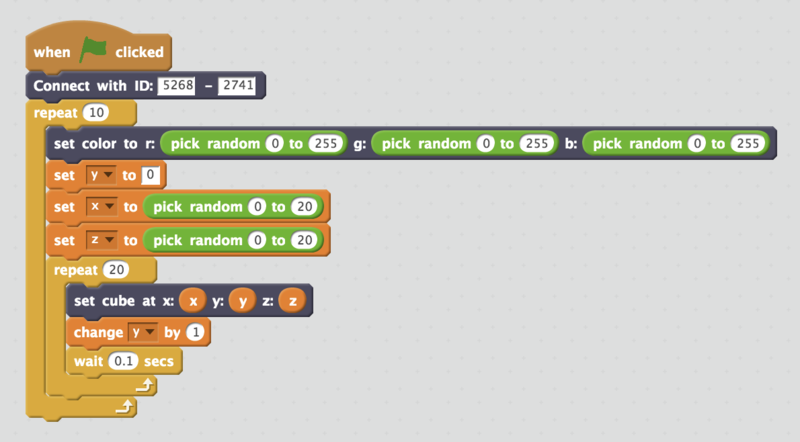 when clicked
Connect with ID: 5268 - 2741
repeat 10
set color to r: pick random 0 to 255 g: pick random 0 to 255 b: pick random 0 to 255
set y to 0
set x to pick random 0 to 20
set z to pick random 0 to 20
repeat 20
set cube at x: x y: y z: z
change y by 1
wait 0.1 secs